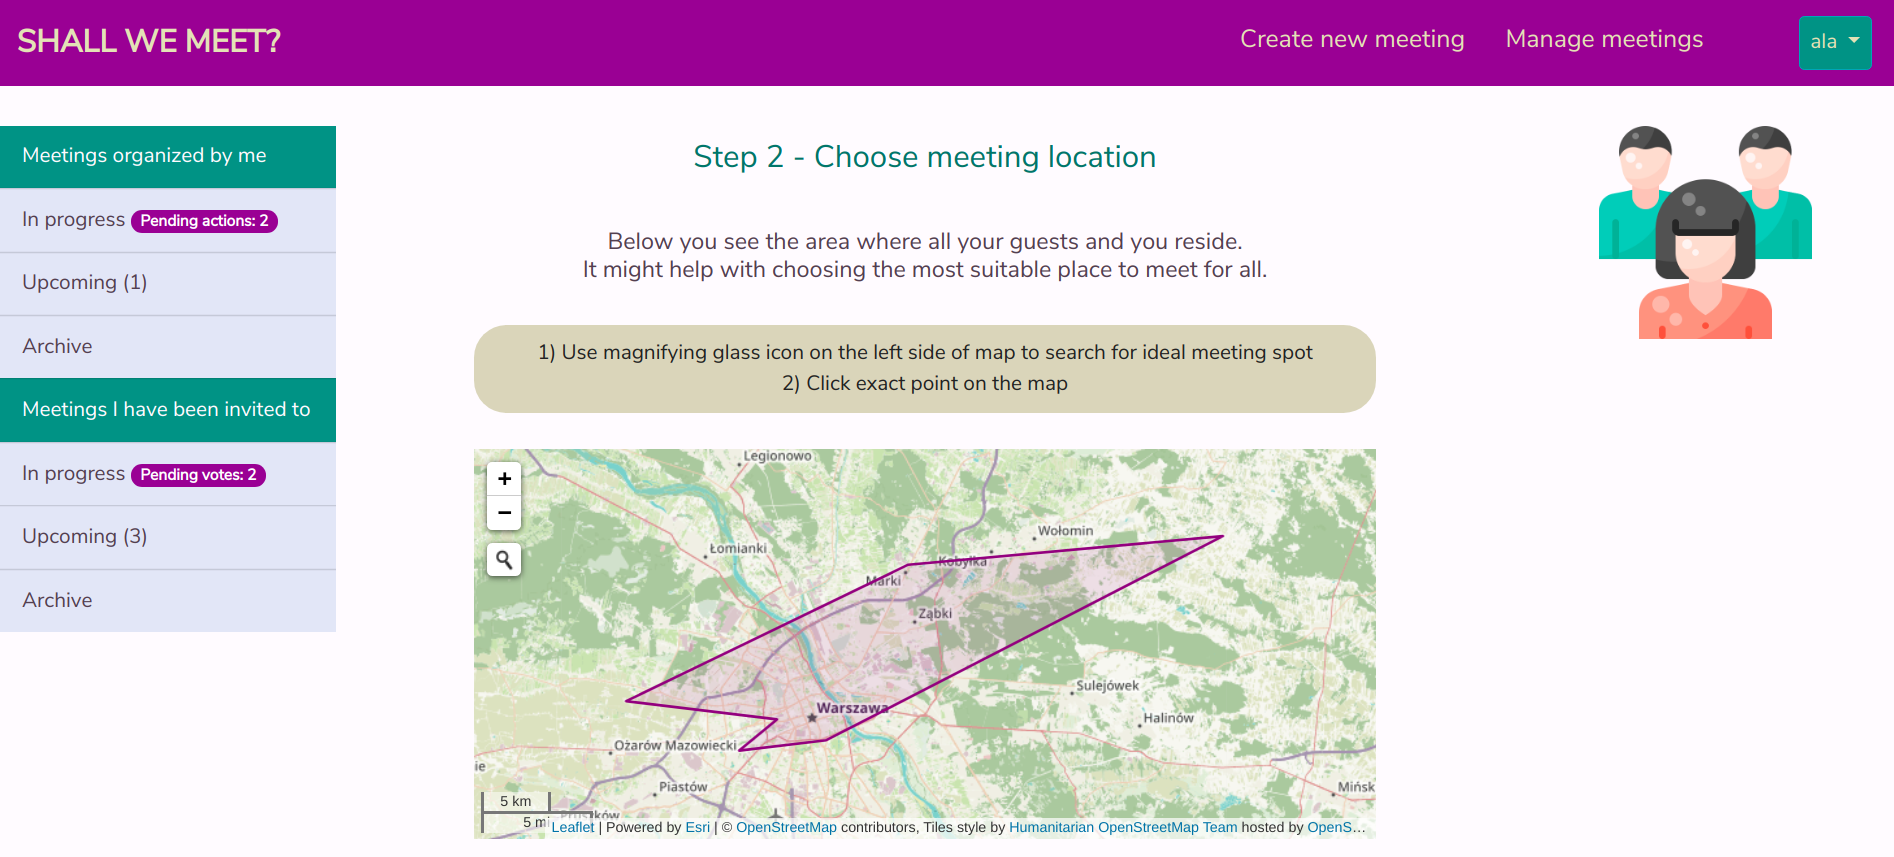 SHALL WE MEET?
Create new meeting
Manage meetings
ala
Meetings organized by me
In progress Pending actions: 2
Upcoming (1)
Archive
Meetings I have been invited to
In progress Pending votes: 2
Upcoming (3)
Archive
Step 2 - Choose meeting location
Below you see the area where all your guests and you reside.
It might help with choosing the most suitable place to meet for all.
1) Use magnifying glass icon on the left side of map to search for ideal meeting spot
2) Click exact point on the map
+
−
Legionowo
Wołomin
Łomianki
Kobyłka
Marki
Ząbki
Sulejówek
Warszawa
Halinów
Ożarów Mazowiecki
ie
Piastów
Mińsk
5 km
5 mi
Leaflet | Powered by Esri | © OpenStreetMap contributors, Tiles style by Humanitarian OpenStreetMap Team hosted by OpenS…